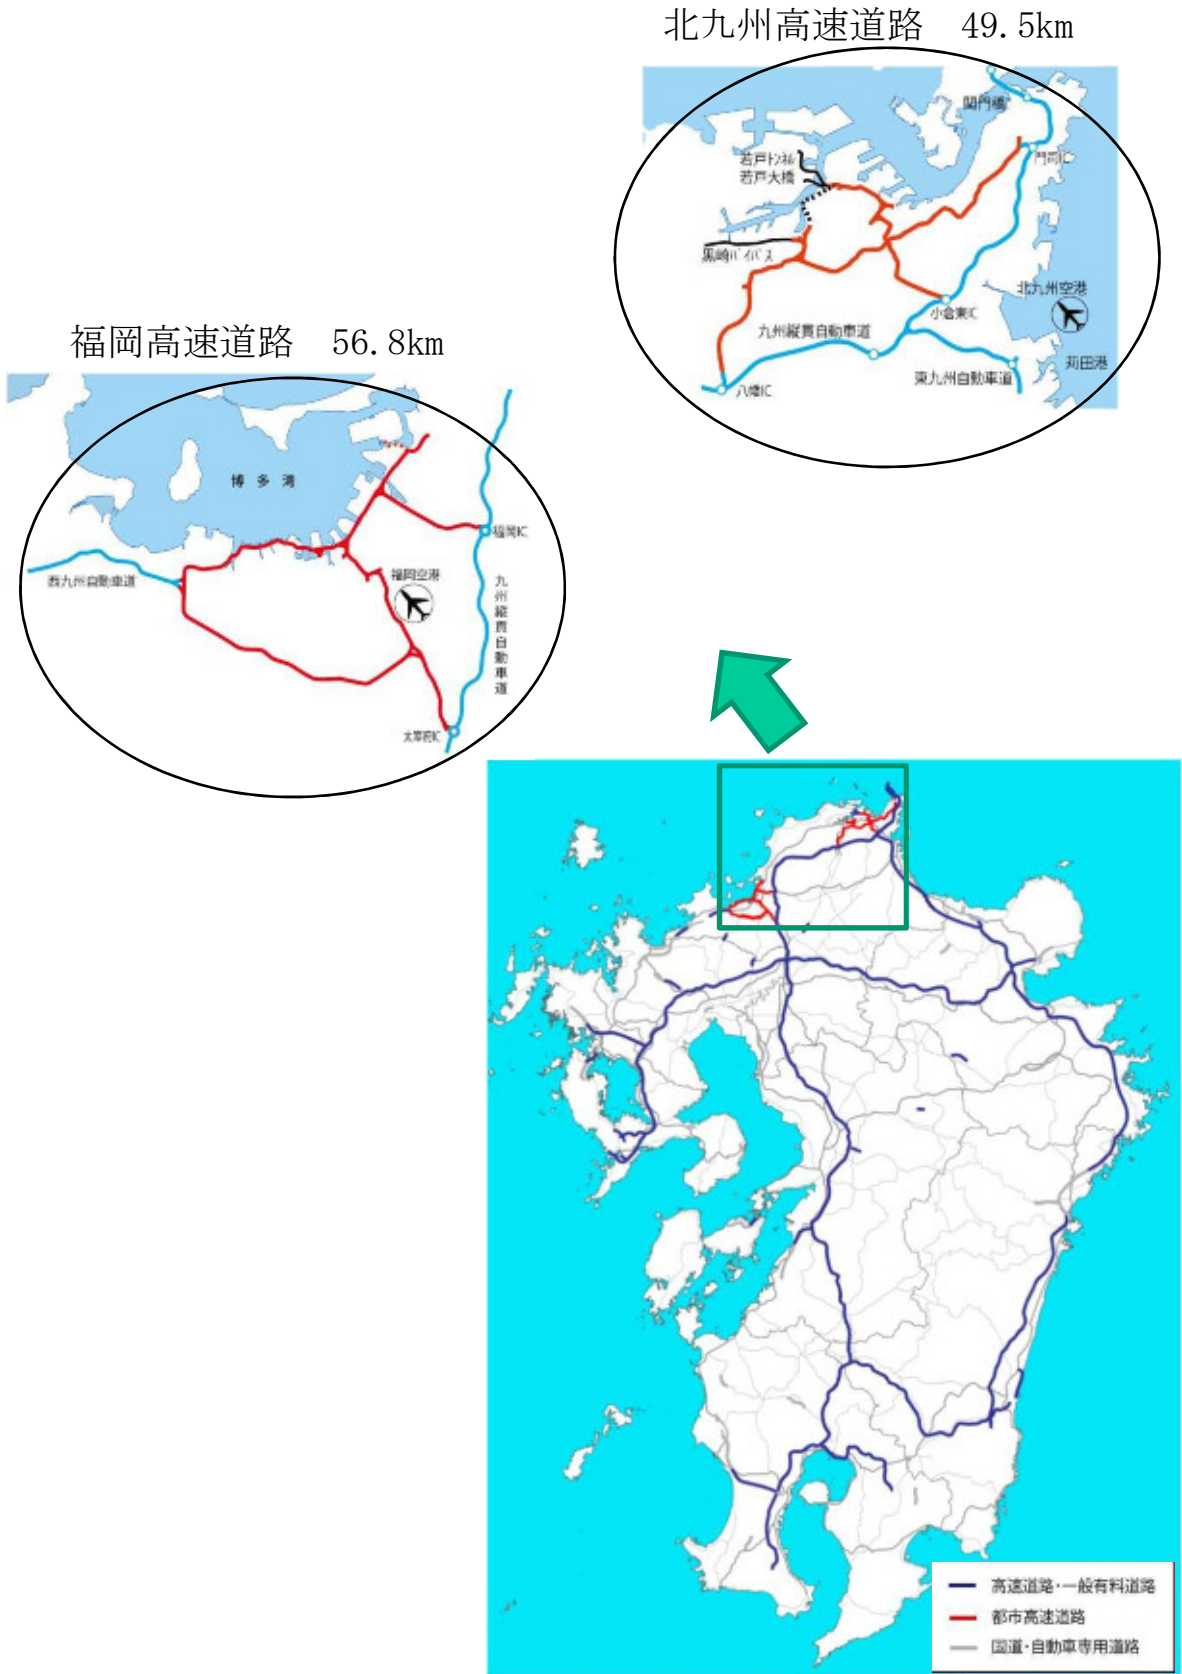 北九州高速道路　49.5km
関門橋
門司IC
若戸トンネル
若戸大橋
黒崎バイパス
北九州空港
小倉東IC
九州縦貫自動車道
苅田港
東九州自動車道
八幡IC
福岡高速道路　56.8km
博多湾
福岡IC
福岡空港
西九州自動車道
九州縦貫自動車道
太宰府IC
高速道路・一般有料道路
都市高速道路
国道・自動車専用道路